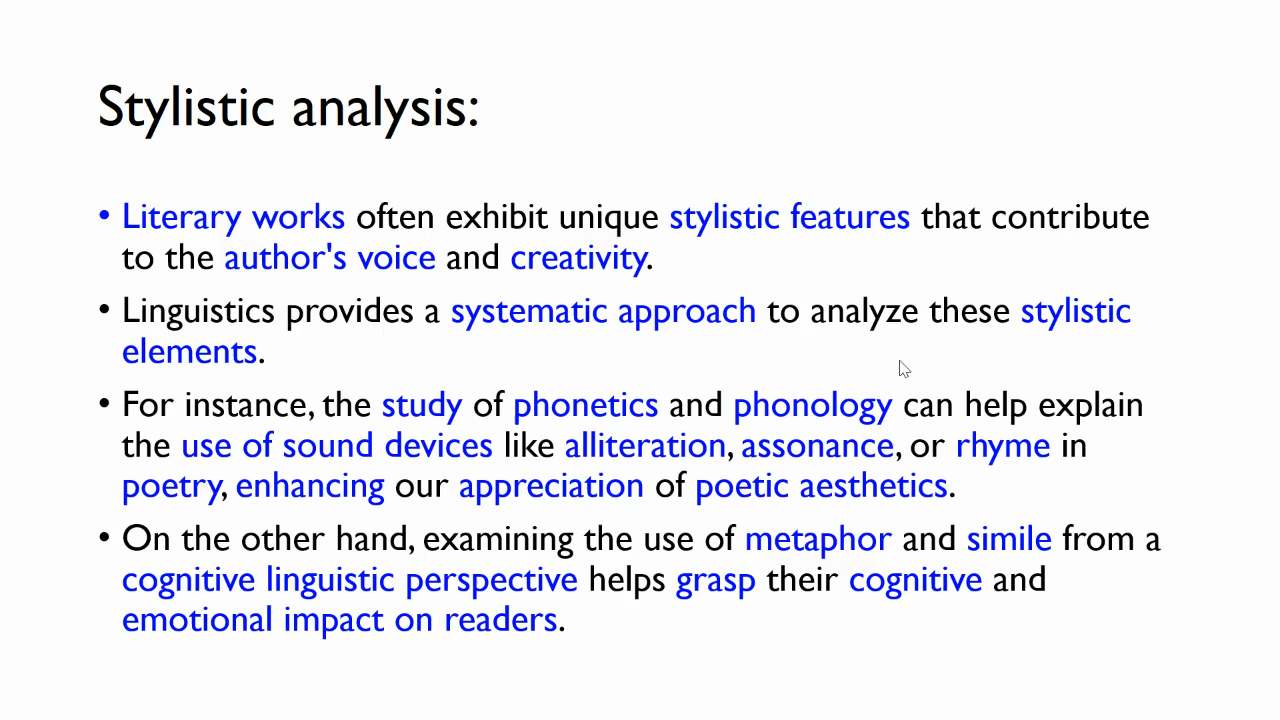 Stylistic analysis:
• Literary works often exhibit unique stylistic features that contribute
to the author's voice and creativity.
• Linguistics provides a systematic approach to analyze these stylistic
elements.
• For instance, the study of phonetics and phonology can help explain
the use of sound devices like alliteration, assonance, or rhyme in
poetry, enhancing our appreciation of poetic aesthetics.
• On the other hand, examining the use of metaphor and simile from a
cognitive linguistic perspective helps grasp their cognitive and
emotional impact on readers.